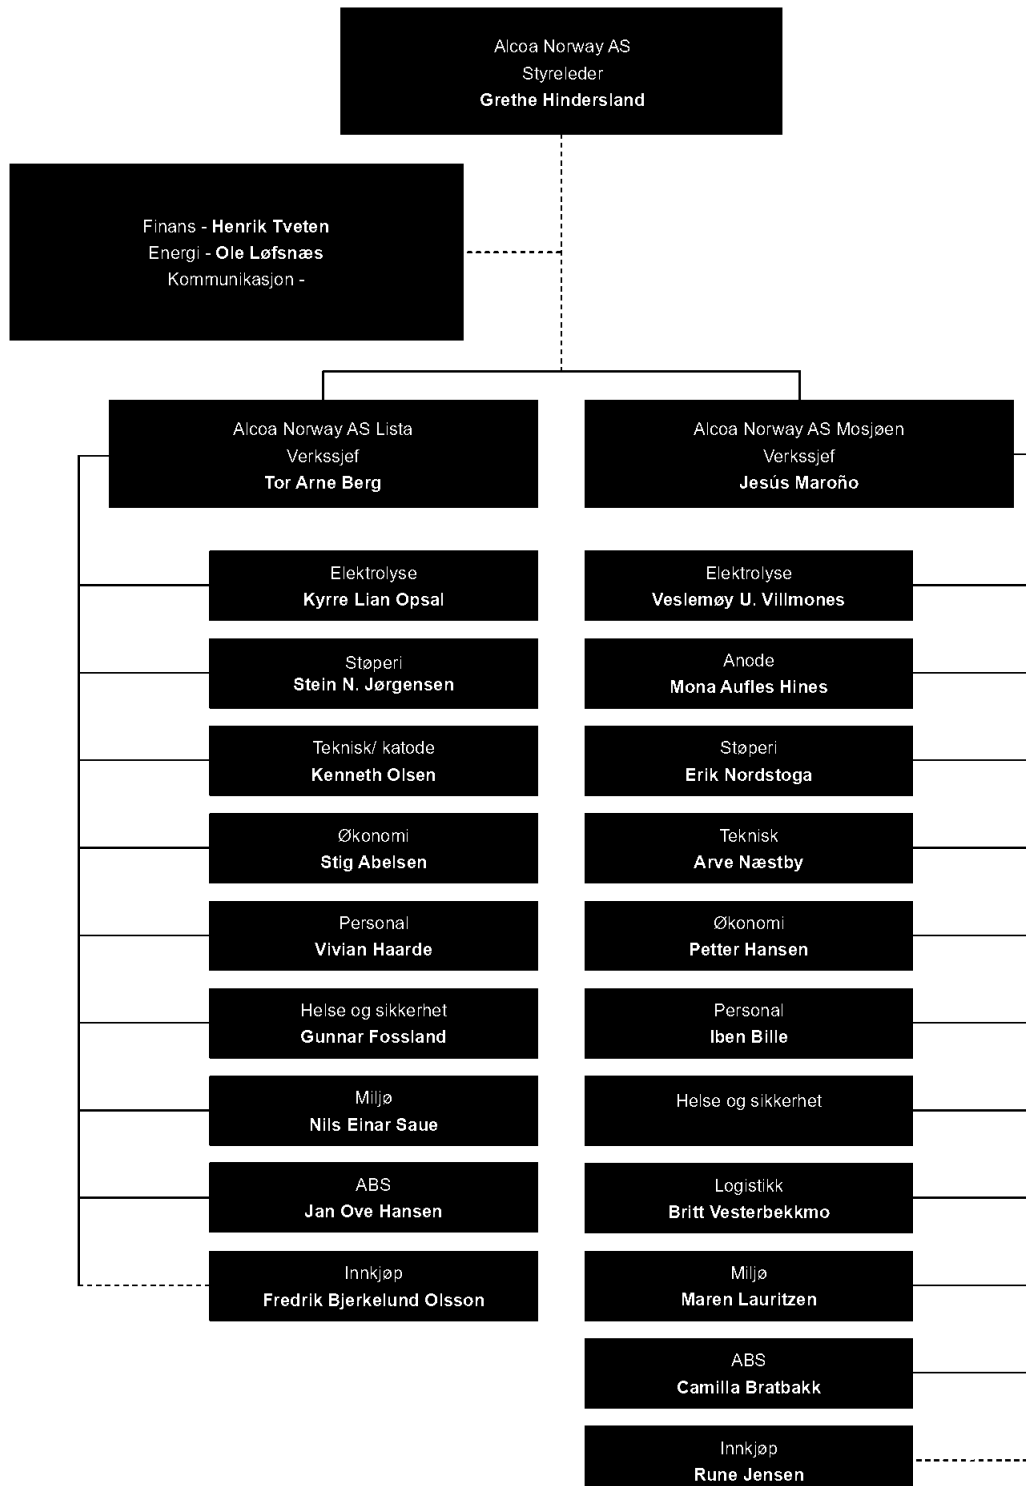 Alcoa Norway AS
Styreleder
Grethe Hindersland
Finans - Henrik Tveten
Energi - Ole Løfsnæs
Kommunikasjon -
Alcoa Norway AS Lista
Verkssjef
Tor Arne Berg
Elektrolyse
Kyrre Lian Opsal
Støperi
Stein N. Jørgensen
Teknisk/ katode
Kenneth Olsen
Økonomi
Stig Abelsen
Personal
Vivian Haarde
Helse og sikkerhet
Gunnar Fossland
Miljø
Nils Einar Saue
ABS
Jan Ove Hansen
Innkjøp
Fredrik Bjerkelund Olsson
Alcoa Norway AS Mosjøen
Verkssjef
Jesús Maroño
Elektrolyse
Veslemøy U. Villmones
Anode
Mona Aufles Hines
Støperi
Erik Nordstoga
Teknisk
Arve Næstby
Økonomi
Petter Hansen
Personal
Iben Bille
Helse og sikkerhet
Logistikk
Britt Vesterbekkmo
Miljø
Maren Lauritzen
ABS
Camilla Bratbakk
Innkjøp
Rune Jensen